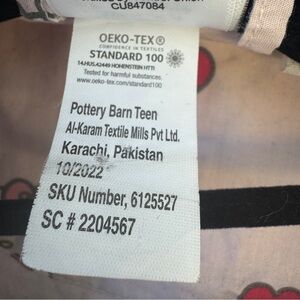 CU847084
OEKO-TEX®
CONFIDENCE IN TEXTILES
STANDARD 100
14.HUS.42449 HOHENSTEIN HTTI
Tested for harmful substances.
www.oeko-tex.com/standard100
Pottery Barn Teen
Al-Karam Textile Mills Pvt Ltd.
Karachi, Pakistan
10/2022
SKU Number, 6125527
SC # 2204567